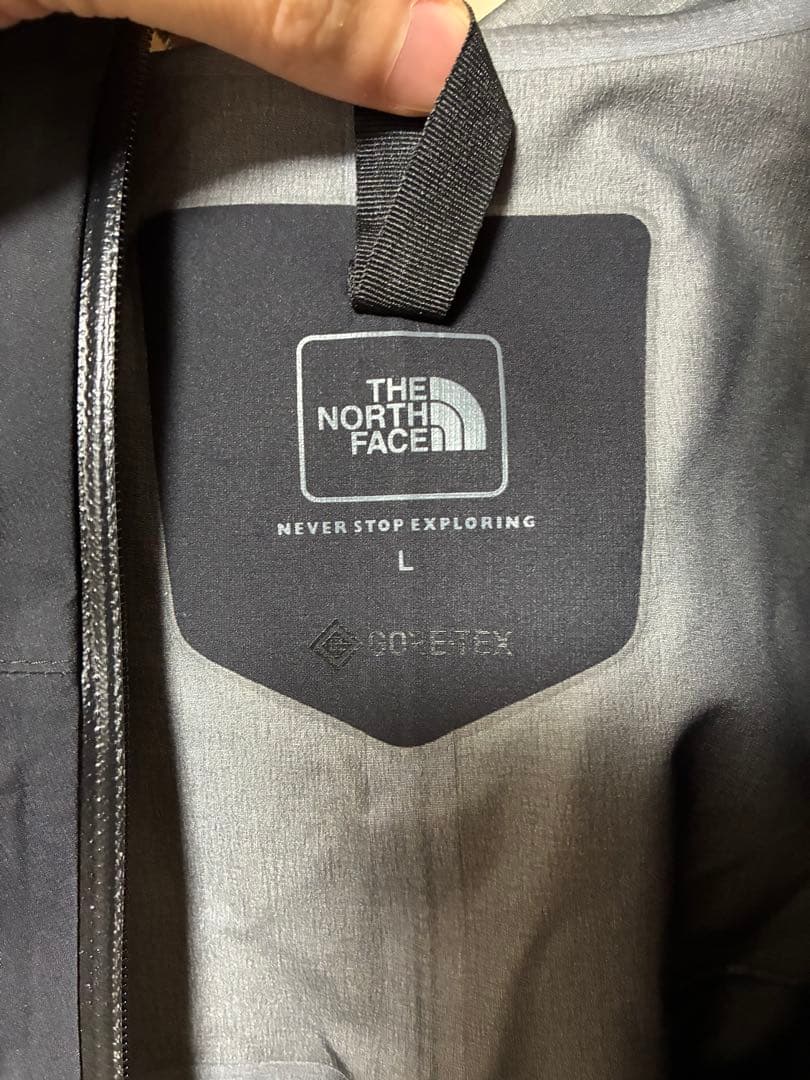 THE
NORTH
FACE
NEVER STOP EXPLORING
L
GORE-TEX